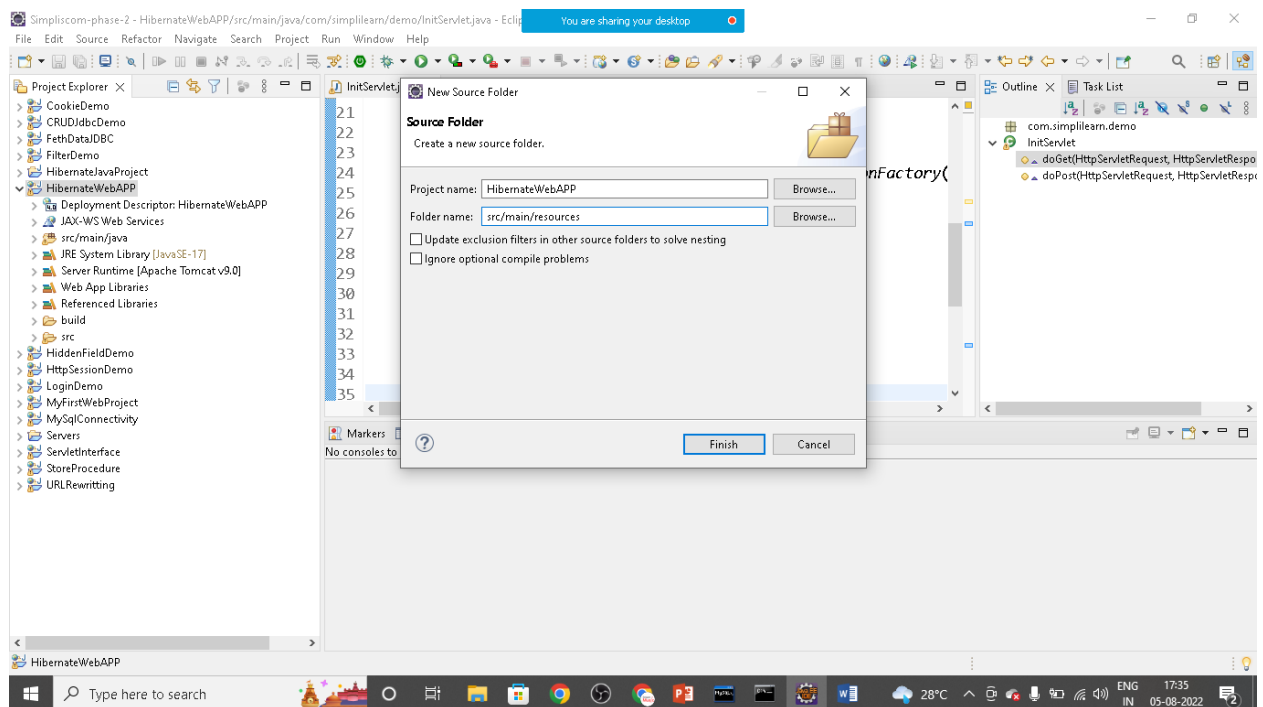 Simpliscom-phase-2 - HibernateWebAPP/src/main/java/com/simplilearn/demo/InitServlet.java - Eclip
You are sharing your desktop
File Edit Source Refactor Navigate Search Project Run Window Help
Project Explorer
CookieDemo
CRUDJdbcDemo
FethDataJDBC
FilterDemo
HibernateJavaProject
HibernateWebAPP
Deployment Descriptor: HibernateWebAPP
JAX-WS Web Services
src/main/java
JRE System Library [JavaSE-17]
Server Runtime [Apache Tomcat v9.0]
Web App Libraries
Referenced Libraries
build
src
HiddenFieldDemo
HttpSessionDemo
LoginDemo
MyFirstWebProject
MySqlConnectivity
Servers
ServletInterface
StoreProcedure
URLRewritting
InitServlet.j
21
22
23
24
25
26
27
28
29
30
31
32
33
34
35
onFactory(
New Source Folder
Source Folder
Create a new source folder.
Project name: HibernateWebAPP Browse...
Folder name: src/main/resources Browse...
Update exclusion filters in other source folders to solve nesting
Ignore optional compile problems
Finish Cancel
Outline Task List
com.simplilearn.demo
InitServlet
doGet(HttpServletRequest, HttpServletRespo
doPost(HttpServletRequest, HttpServletRespo
Markers
No consoles to
HibernateWebAPP
Type here to search
28°C
ENG
IN
17:35
05-08-2022
2